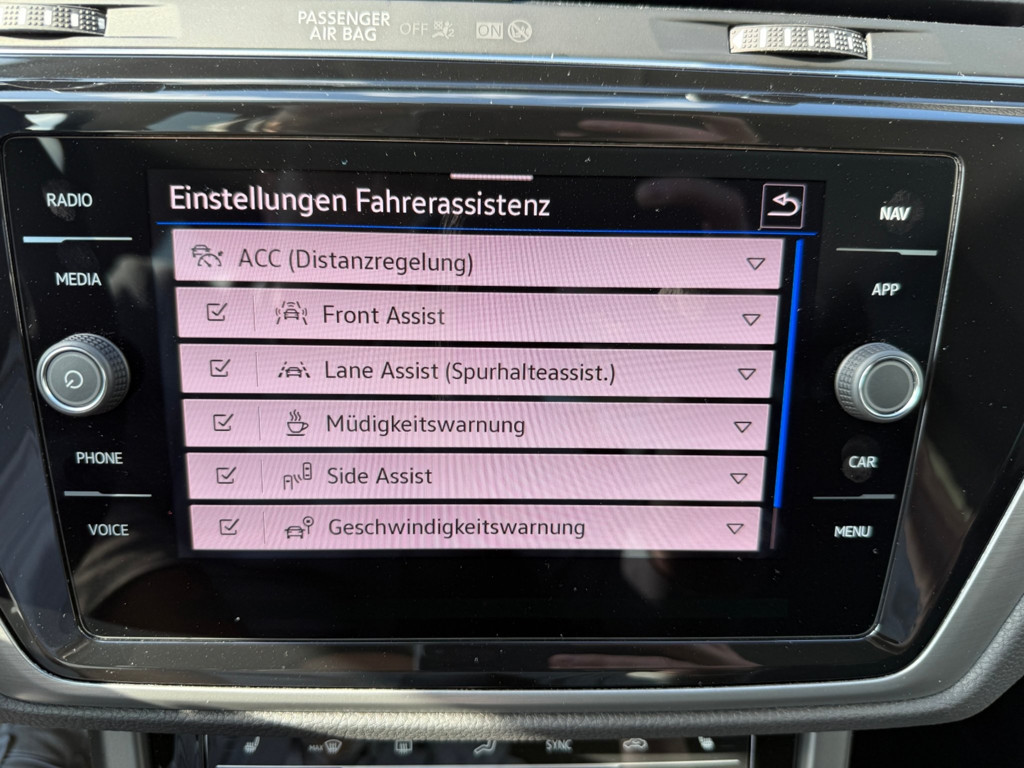 PASSENGER
AIR BAG OFF ON
RADIO
MEDIA
PHONE
VOICE
Einstellungen Fahrerassistenz
ACC (Distanzregelung)
Front Assist
Lane Assist (Spurhalteassist.)
Müdigkeitswarnung
Side Assist
Geschwindigkeitswarnung
NAV
APP
CAR
MENU
MAX SYNC